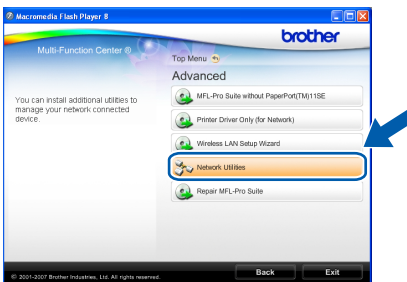 Macromedia Flash Player 8
brother
Multi-Function Center ®
Top Menu
Advanced
You can install additional utilities to
manage your network connected
device.
MFL-Pro Suite without PaperPort(TM)11SE
Printer Driver Only (for Network)
Wireless LAN Setup Wizard
Network Utilities
Repair MFL-Pro Suite
© 2001-2007 Brother Industries, Ltd. All rights reserved.
Back
Exit